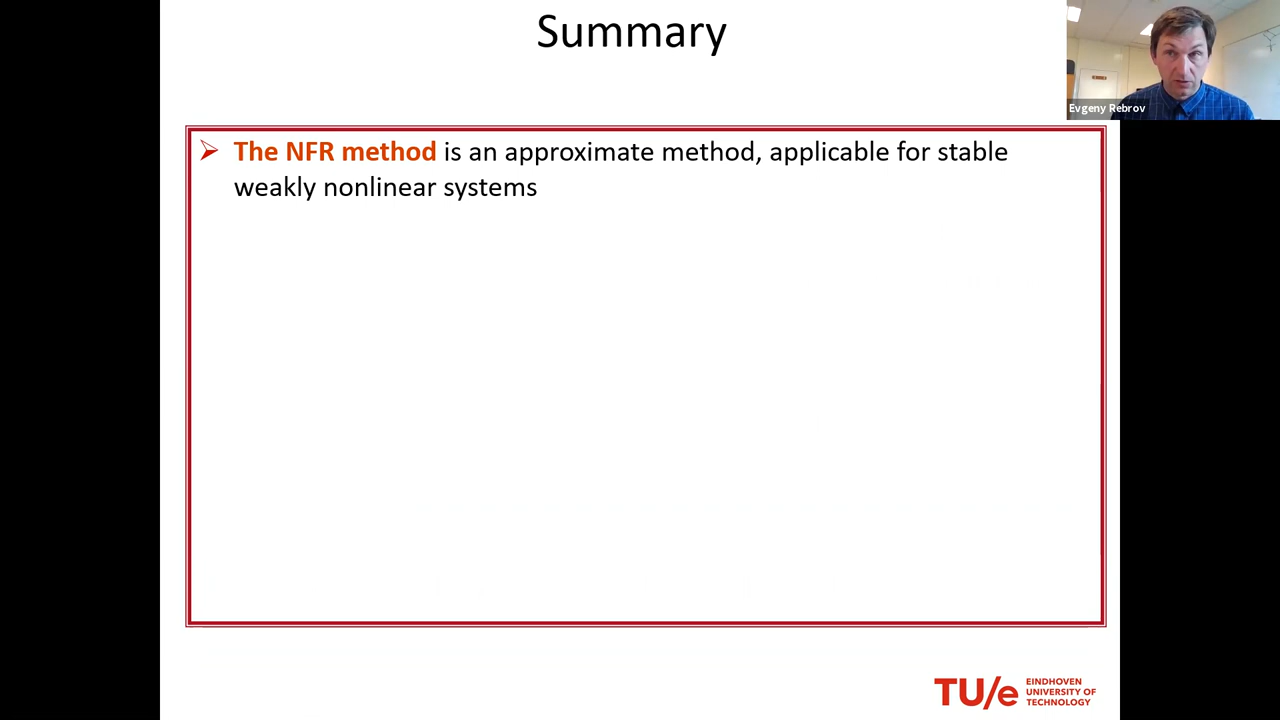 Summary
Evgeny Rebrov
The NFR method is an approximate method, applicable for stable
weakly nonlinear systems
TU/e EINDHOVEN
UNIVERSITY OF
TECHNOLOGY